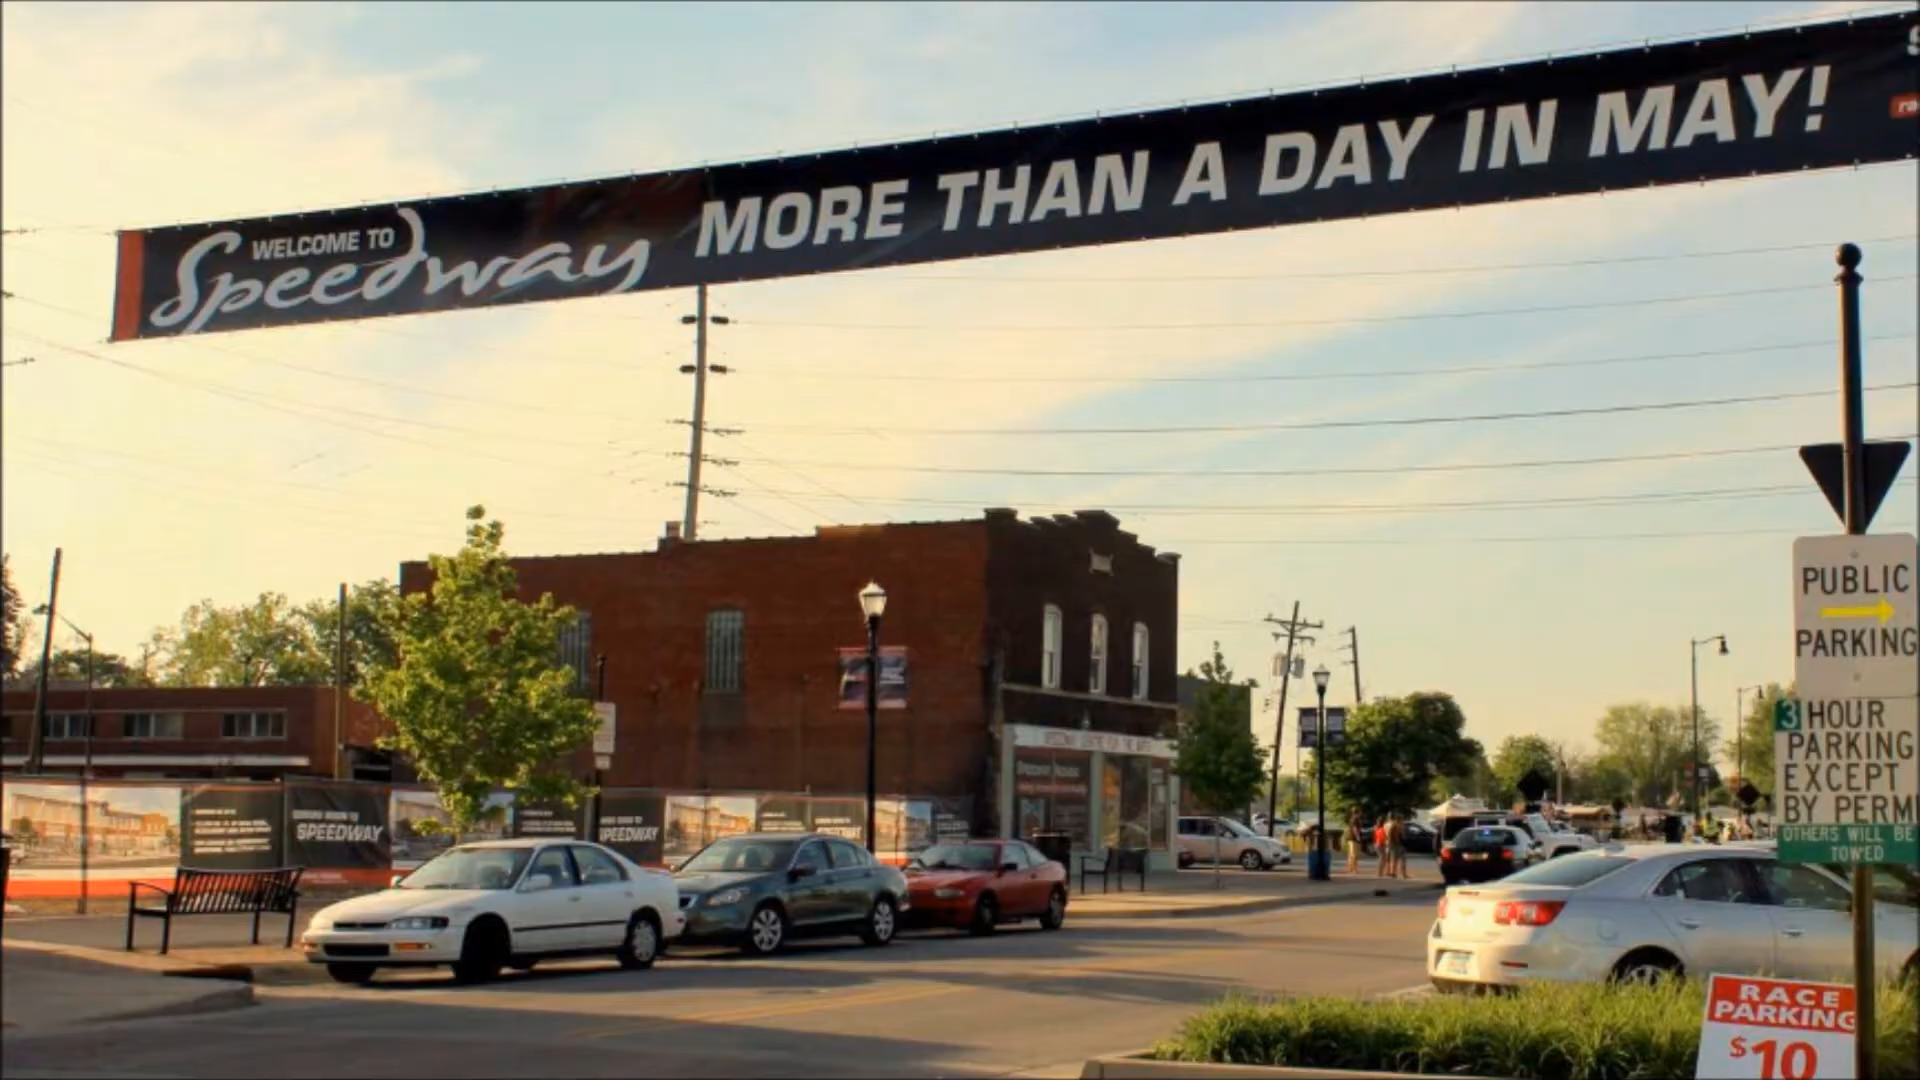 WELCOME TO
Speedway
MORE THAN A DAY IN MAY!
PUBLIC
PARKING
3 HOUR
PARKING
EXCEPT
BY PERM
OTHERS WILL BE
TOWED
SPEEDWAY
SPEEDWAY
RACE
PARKING
$10